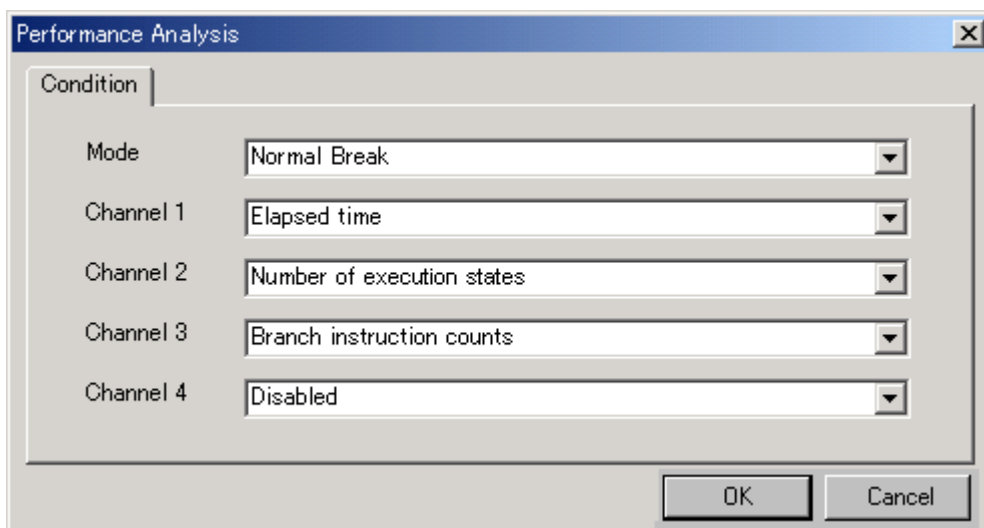 Performance Analysis
Condition
Mode
Normal Break
Channel 1
Elapsed time
Channel 2
Number of execution states
Channel 3
Branch instruction counts
Channel 4
Disabled
OK
Cancel